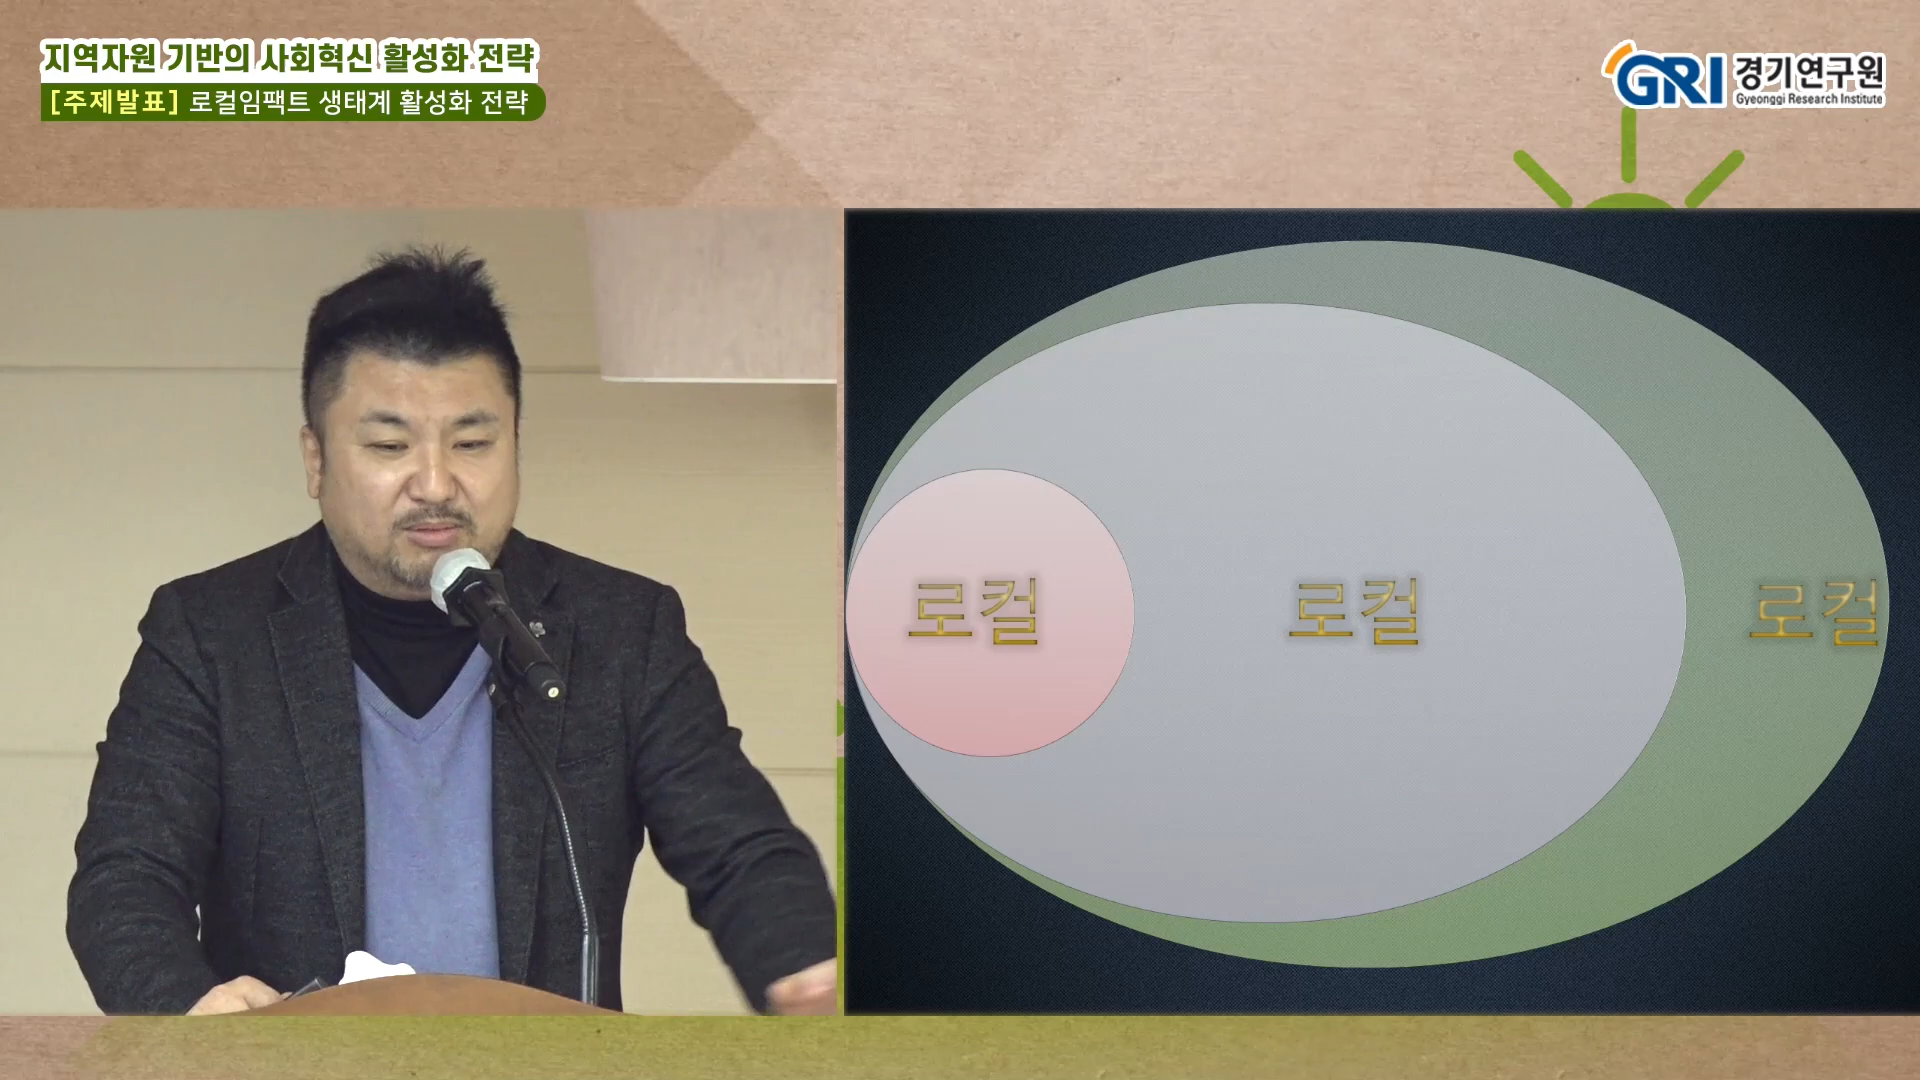 지역자원 기반의 사회혁신 활성화 전략
[주제발표] 로컬임팩트 생태계 활성화 전략
GRI 경기연구원
Gyeonggi Research Institute
로컬 로컬 로컬